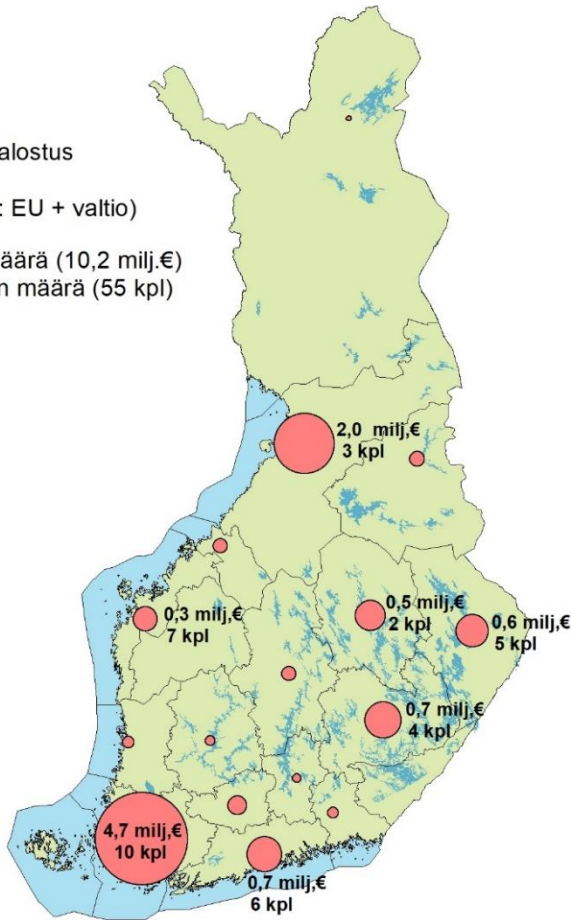 alostus
: EU + valtio)
äärä (10,2 milj.€)
n määrä (55 kpl)
2,0 milj,€
3 kpl
0,3 milj,€
7 kpl
0,5 milj,€
2 kpl
0,6 milj,€
5 kpl
0,7 milj,€
4 kpl
4,7 milj,€
10 kpl
0,7 milj,€
6 kpl